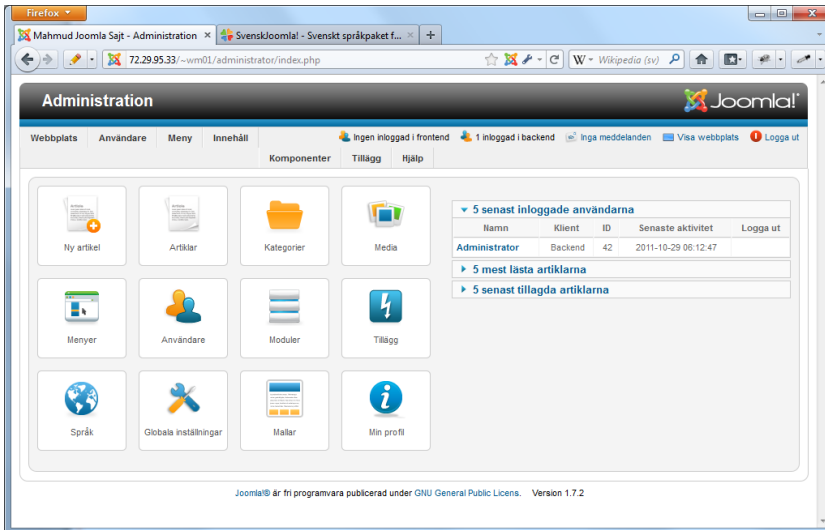 Firefox
Mahmud Joomla Sajt - Administration
SvenskJoomla! - Svenskt språkpaket f...
72.29.95.33/~wm01/administrator/index.php
Wikipedia (sv)
Administration
Joomla!
Webbplats Användare Meny Innehåll
Ingen inloggad i frontend 1 inloggad i backend Inga meddelanden Visa webbplats Logga ut
Komponenter Tillägg Hjälp
Ny artikel Artiklar Kategorier Media
Menyer Användare Moduler Tillägg
Språk Globala inställningar Mallar Min profil
5 senast inloggade användarna
Namn Klient ID Senaste aktivitet Logga ut
Administrator Backend 42 2011-10-29 06:12:47
5 mest lästa artiklarna
5 senast tillagda artiklarna
Joomla!® är fri programvara publicerad under GNU General Public Licens. Version 1.7.2